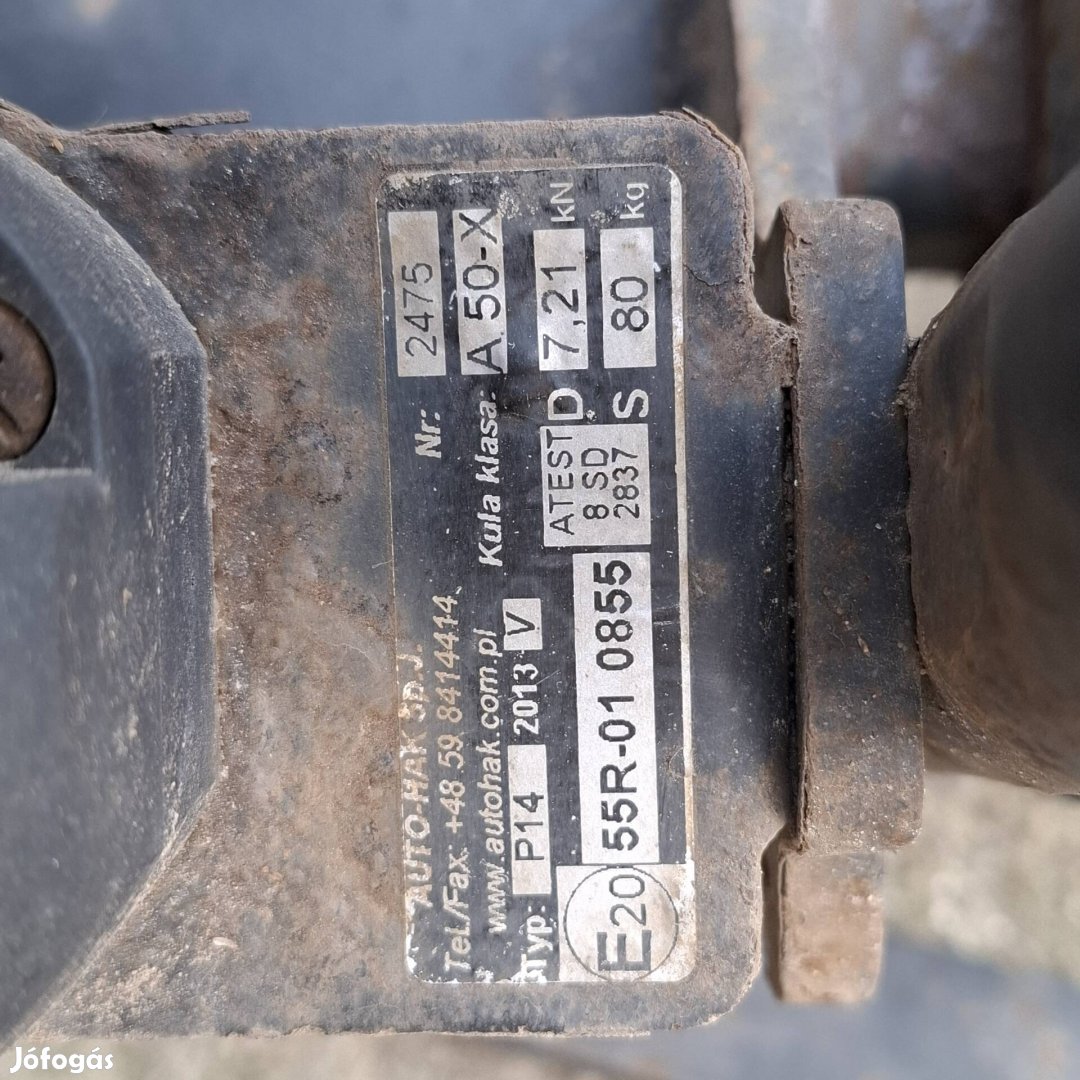 AUTO-HAK Sp.J.
Tel./Fax: +48 59 8414414
www.autohak.com.pl
Nr: 2475
Kula klasa: A 50-X
Typ: P14 2013 V
E20 55R-01 0855
ATEST
8 SD
2837
D 7,21 kN
S 80 kg
Jófogás